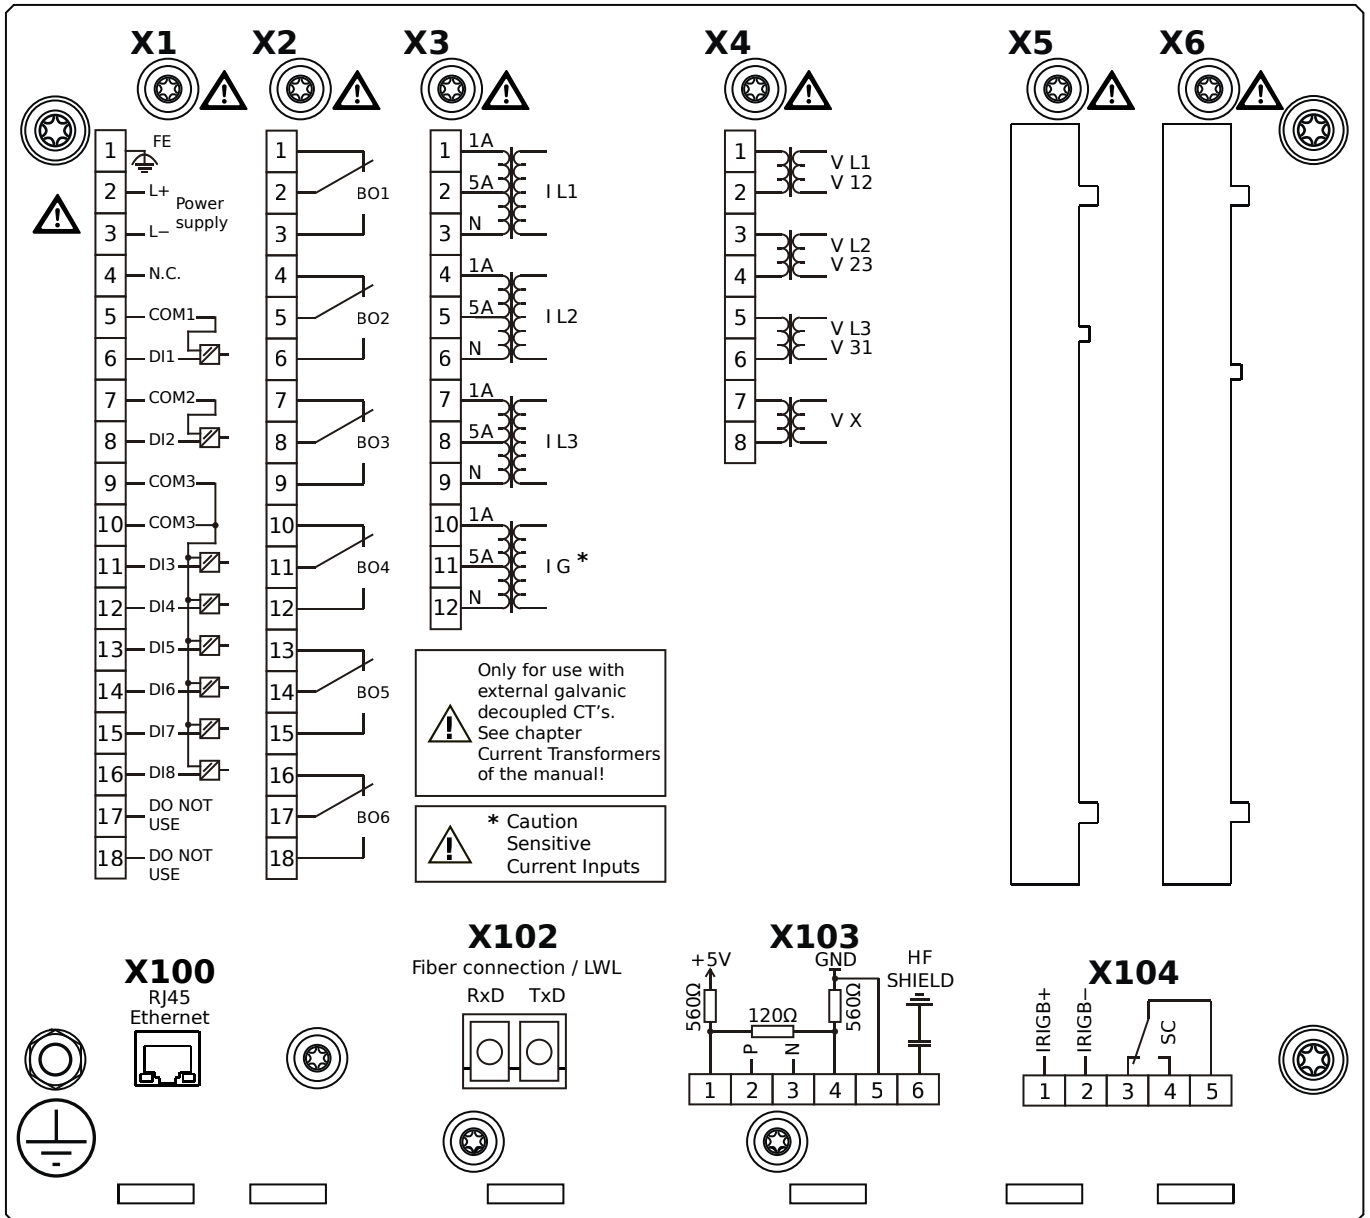 X1 X2 X3 X4 X5 X6
1 FE
2 L+
Power
supply
3 L−
4 N.C.
5 COM1
6 DI1
7 COM2
8 DI2
9 COM3
10 COM3
11 DI3
12 DI4
13 DI5
14 DI6
15 DI7
16 DI8
17 DO NOT
USE
18 DO NOT
USE
1
2 BO1
3
4
5 BO2
6
7
8 BO3
9
10
11 BO4
12
13
14 BO5
15
16
17 BO6
18
1 1A
2 5A I L1
3 N
4 1A
5 5A I L2
6 N
7 1A
8 5A I L3
9 N
10 1A
11 5A I G *
12 N
Only for use with
external galvanic
decoupled CT's.
See chapter
Current Transformers
of the manual!
* Caution
Sensitive
Current Inputs
1 V L1
2 V 12
3 V L2
4 V 23
5 V L3
6 V 31
7 V X
8
X100
RJ45
Ethernet
X102
Fiber connection / LWL
RxD TxD
X103
+5V GND HF
SHIELD
560Ω 120Ω 560Ω
P N
1 2 3 4 5 6
X104
IRIGB+ IRIGB− SC
1 2 3 4 5